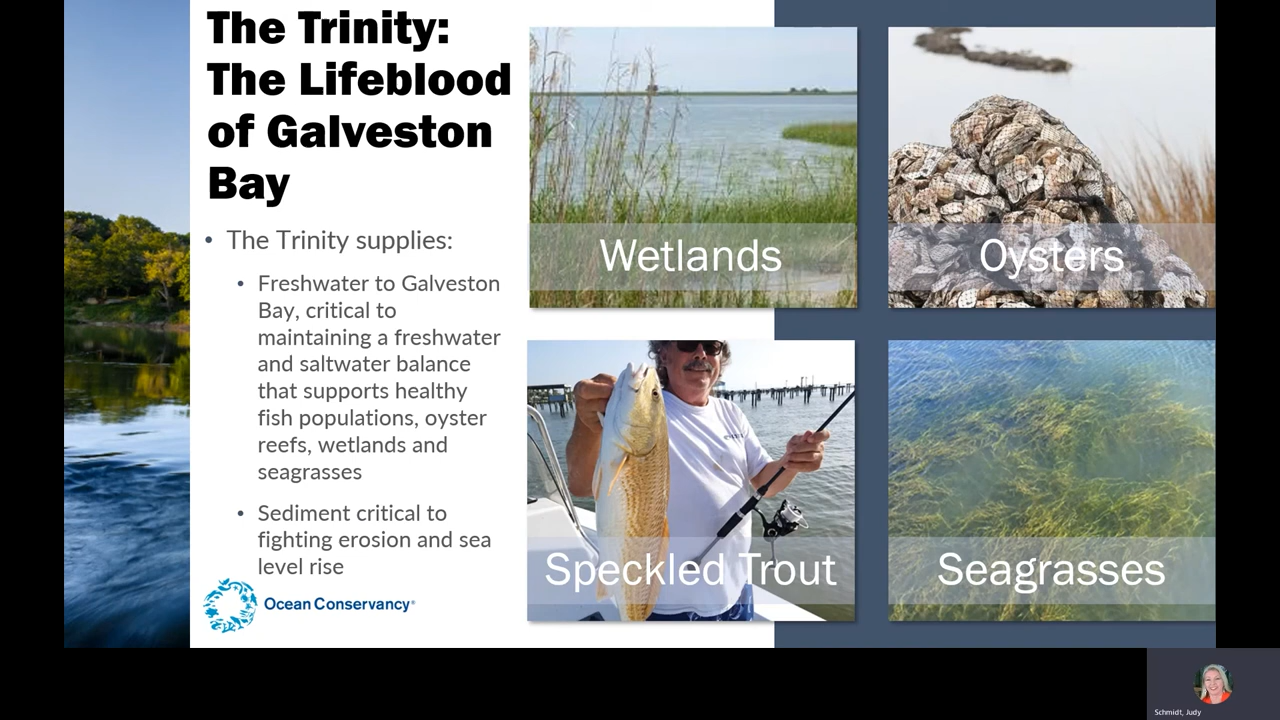 The Trinity:
The Lifeblood
of Galveston
Bay
• The Trinity supplies:
• Freshwater to Galveston
Bay, critical to
maintaining a freshwater
and saltwater balance
that supports healthy
fish populations, oyster
reefs, wetlands and
seagrasses
• Sediment critical to
fighting erosion and sea
level rise
Ocean Conservancy®
Wetlands
Oysters
Speckled Trout
Seagrasses
Schmidt, Judy